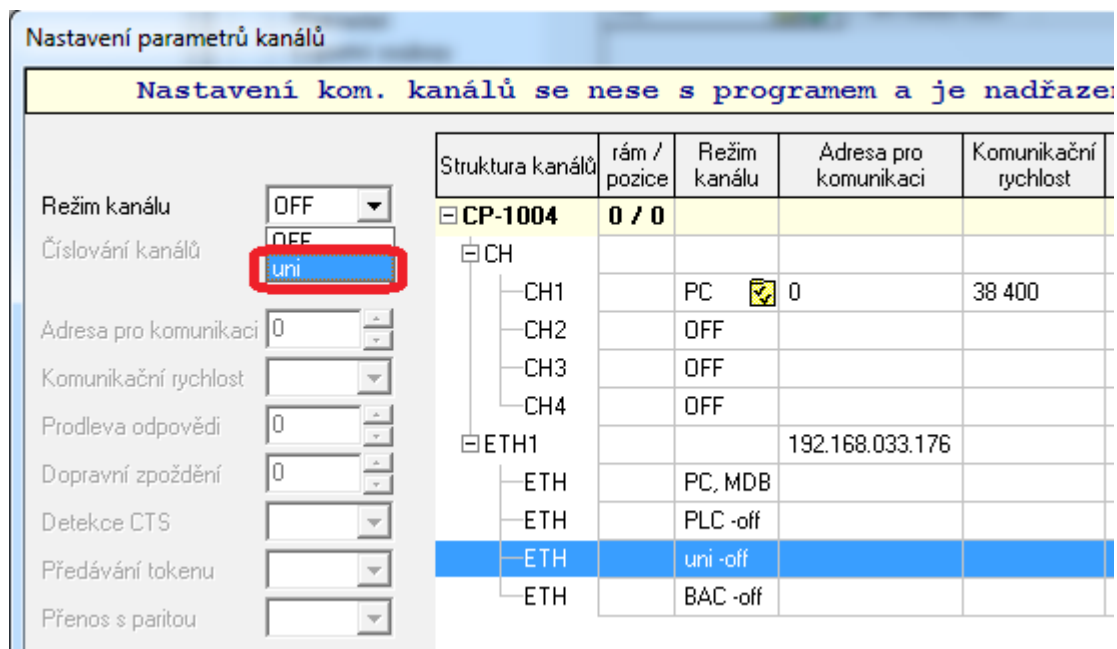 Nastavení parametrů kanálů
Nastavení kom. kanálů se nese s programem a je
Režim kanálu OFF
OFF
uni
Číslování kanálů
Adresa pro komunikaci 0
Komunikační rychlost
Prodleva odpovědi 0
Dopravní zpoždění 0
Detekce CTS
Předávání tokenu
Přenos s paritou
Struktura kanálů rám / pozice Režim kanálu Adresa pro komunikaci Komunikační rychlost
CP-1004 0 / 0
CH
CH1 PC 0 38 400
CH2 OFF
CH3 OFF
CH4 OFF
ETH1 192.168.033.176
ETH PC, MDB
ETH PLC -off
ETH uni -off
ETH BAC -off